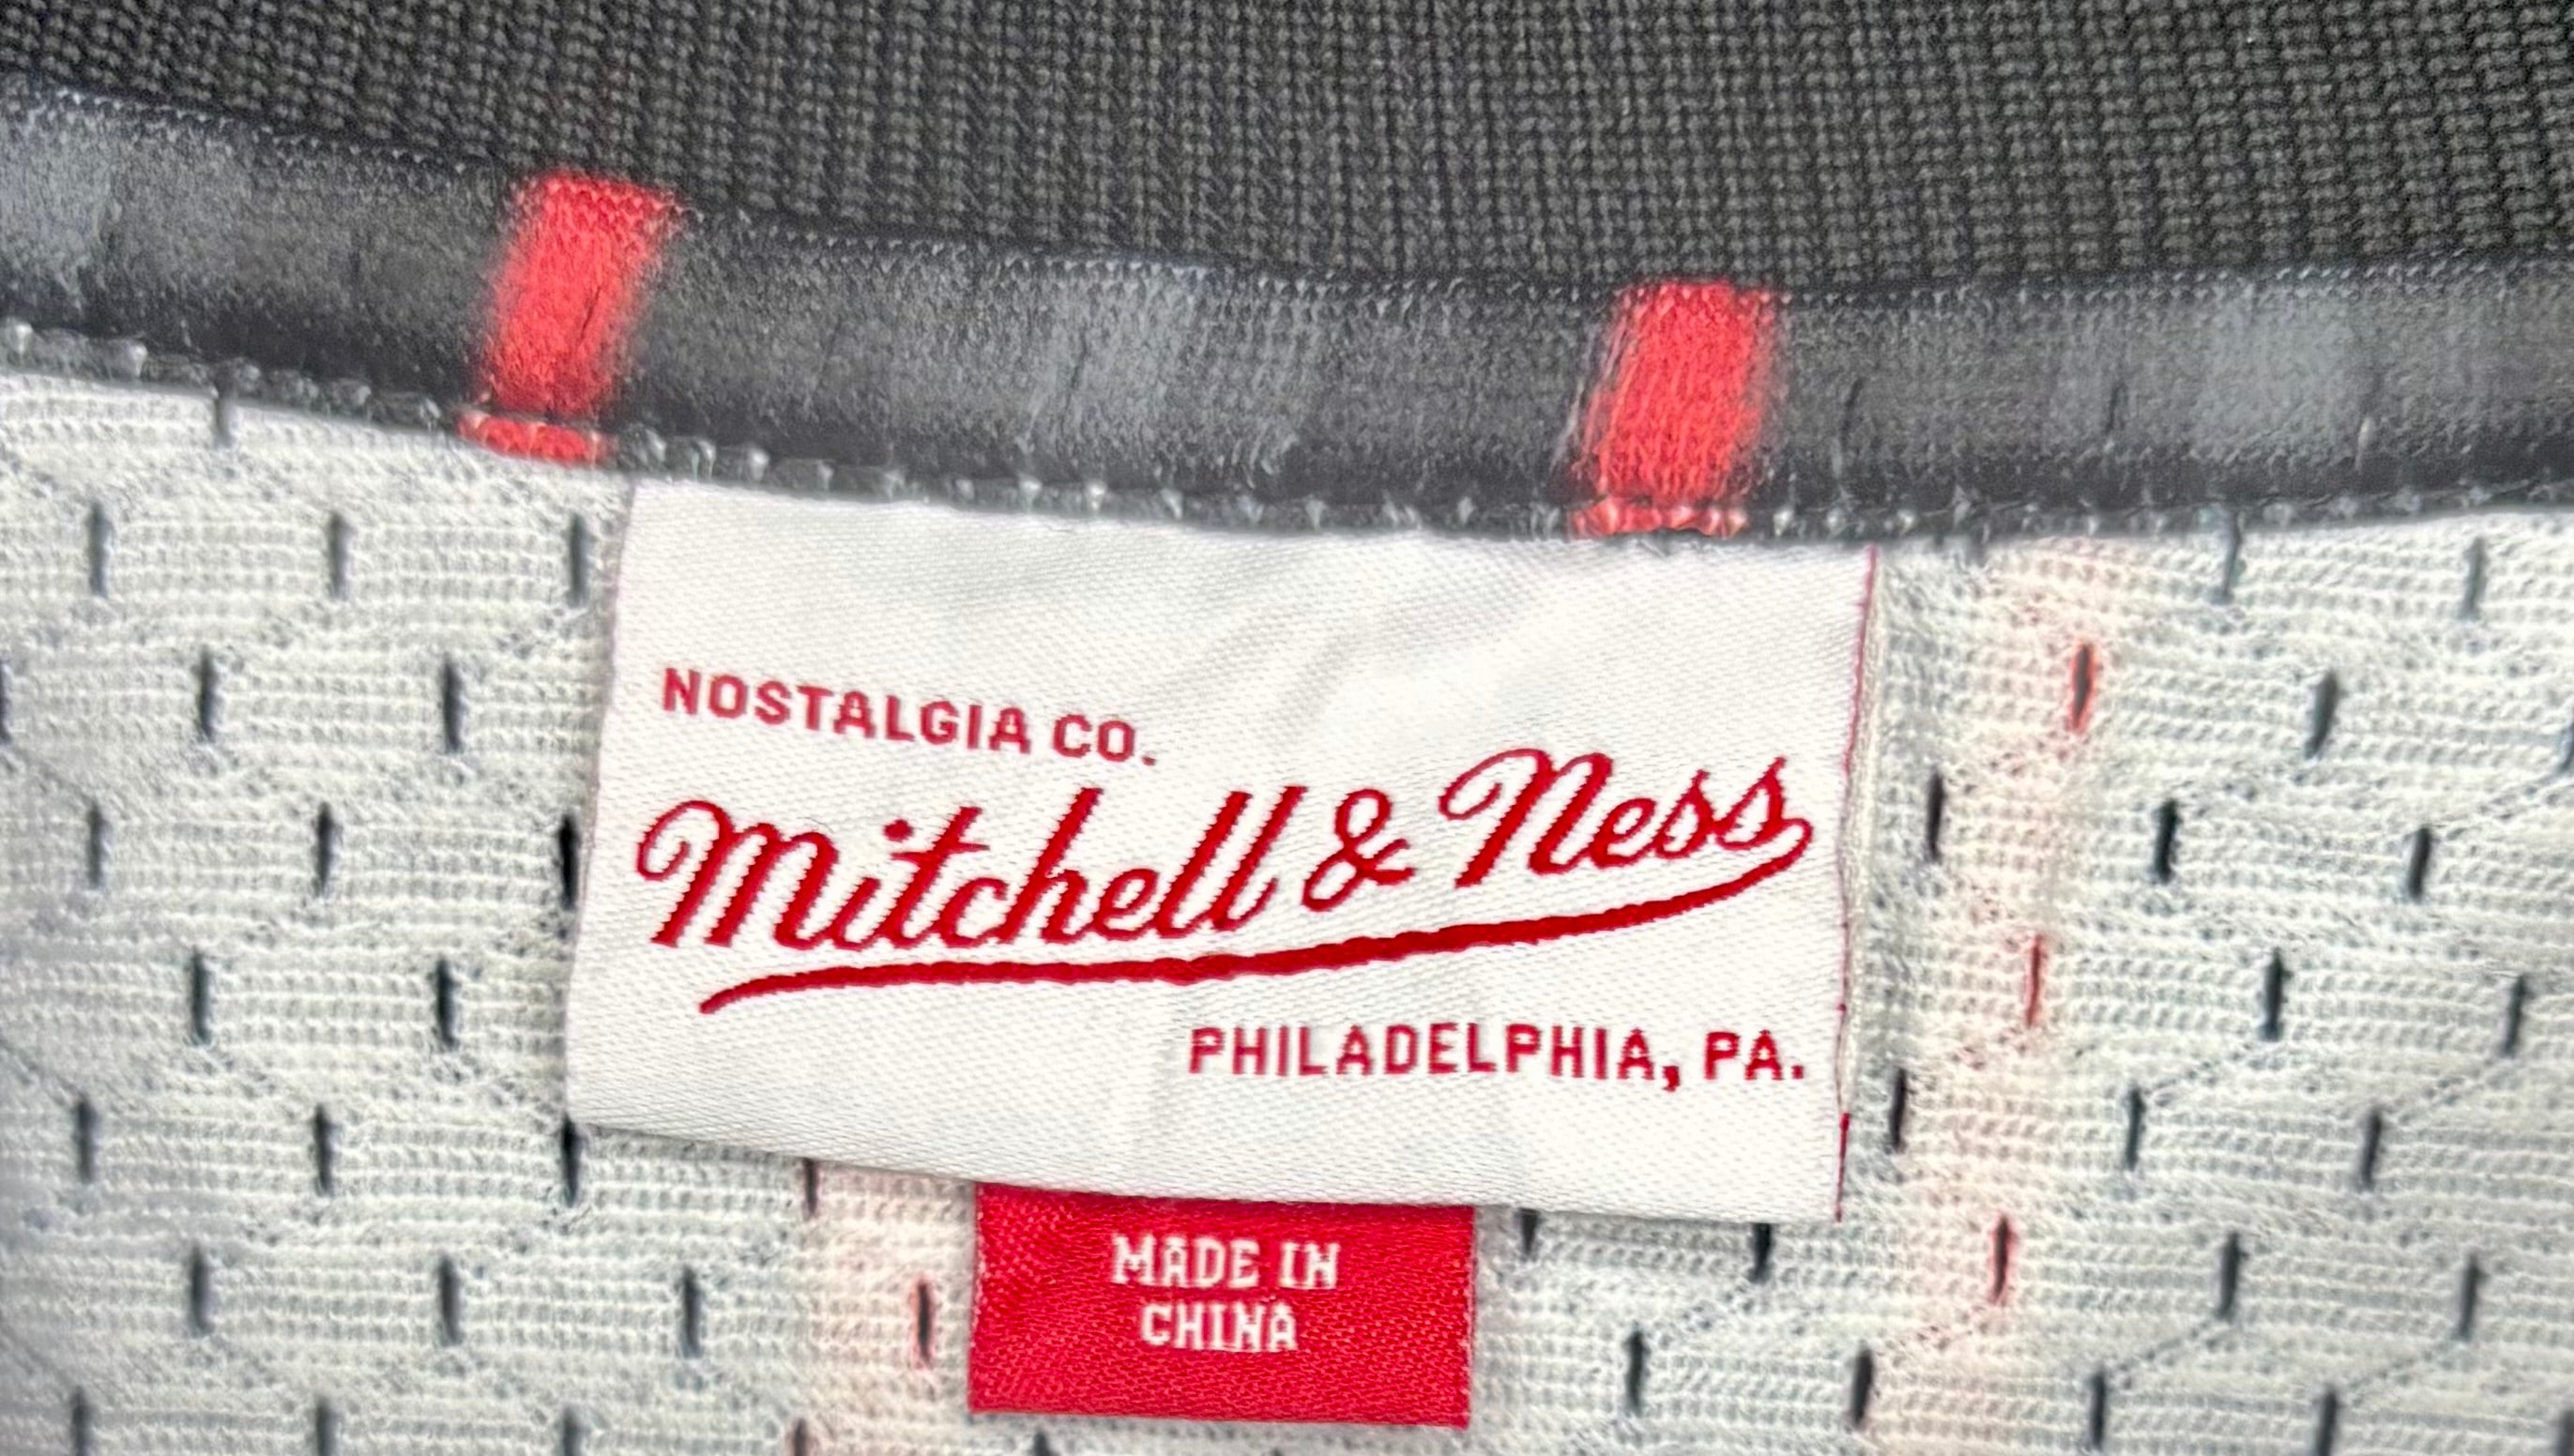 NOSTALGIA CO.
Mitchell & Ness
PHILADELPHIA, PA.
MADE IN
CHINA